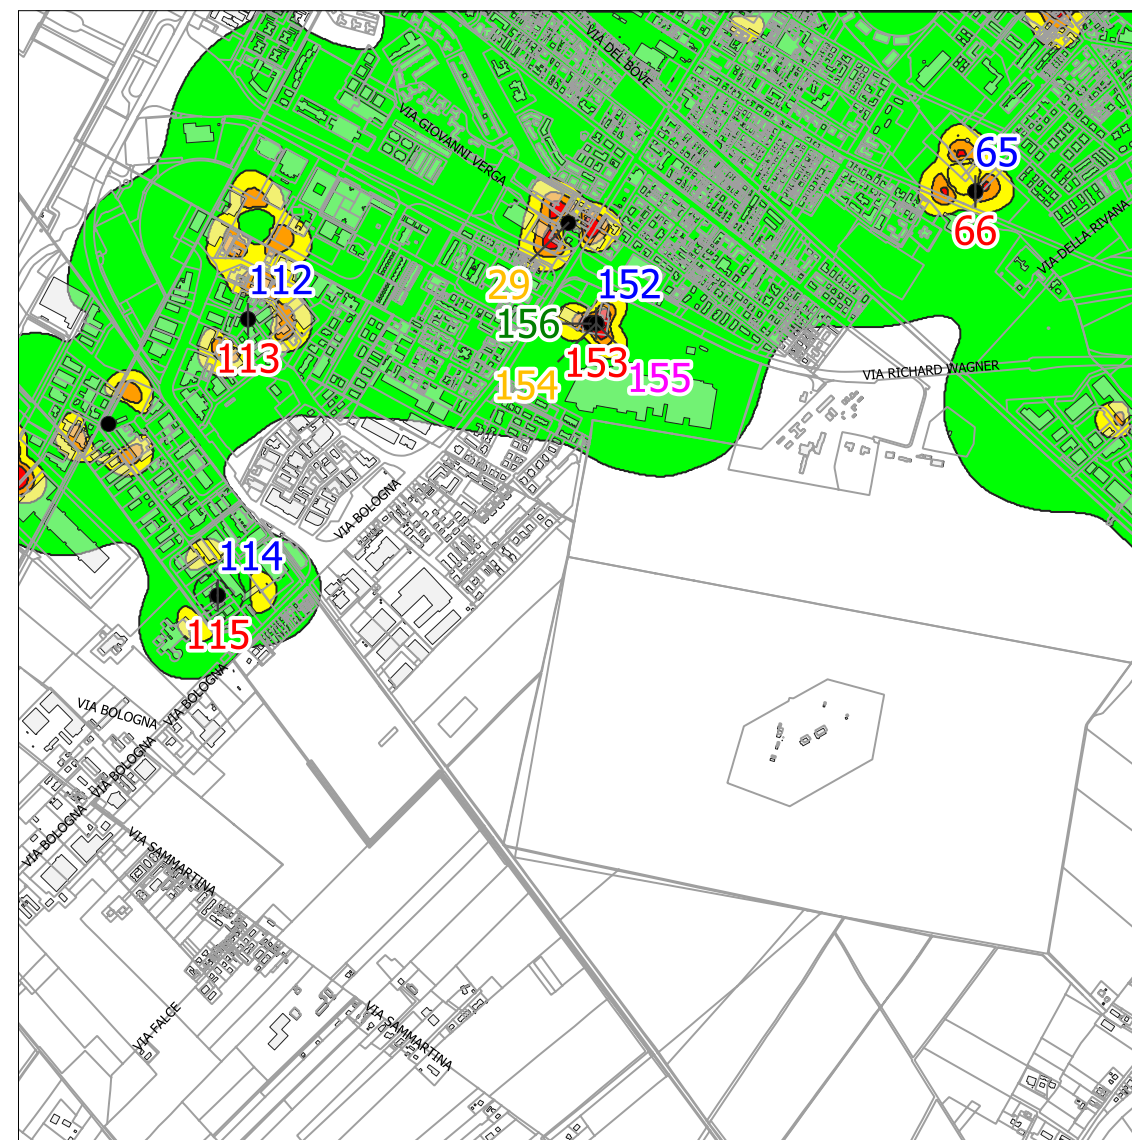 VIA DEL BOVE
VIA GIOVANNI VERGA
65
66
VIA DELLA RIVANA
112
113
29
152
156
153
154
155
VIA RICHARD WAGNER
VIA BOLOGNA
114
115
VIA BOLOGNA
VIA BOLOGNA
VIA BOLOGNA
VIA BOLOGNA
VIA SAMMARTINA
VIA FALCE
VIA SAMMARTINA